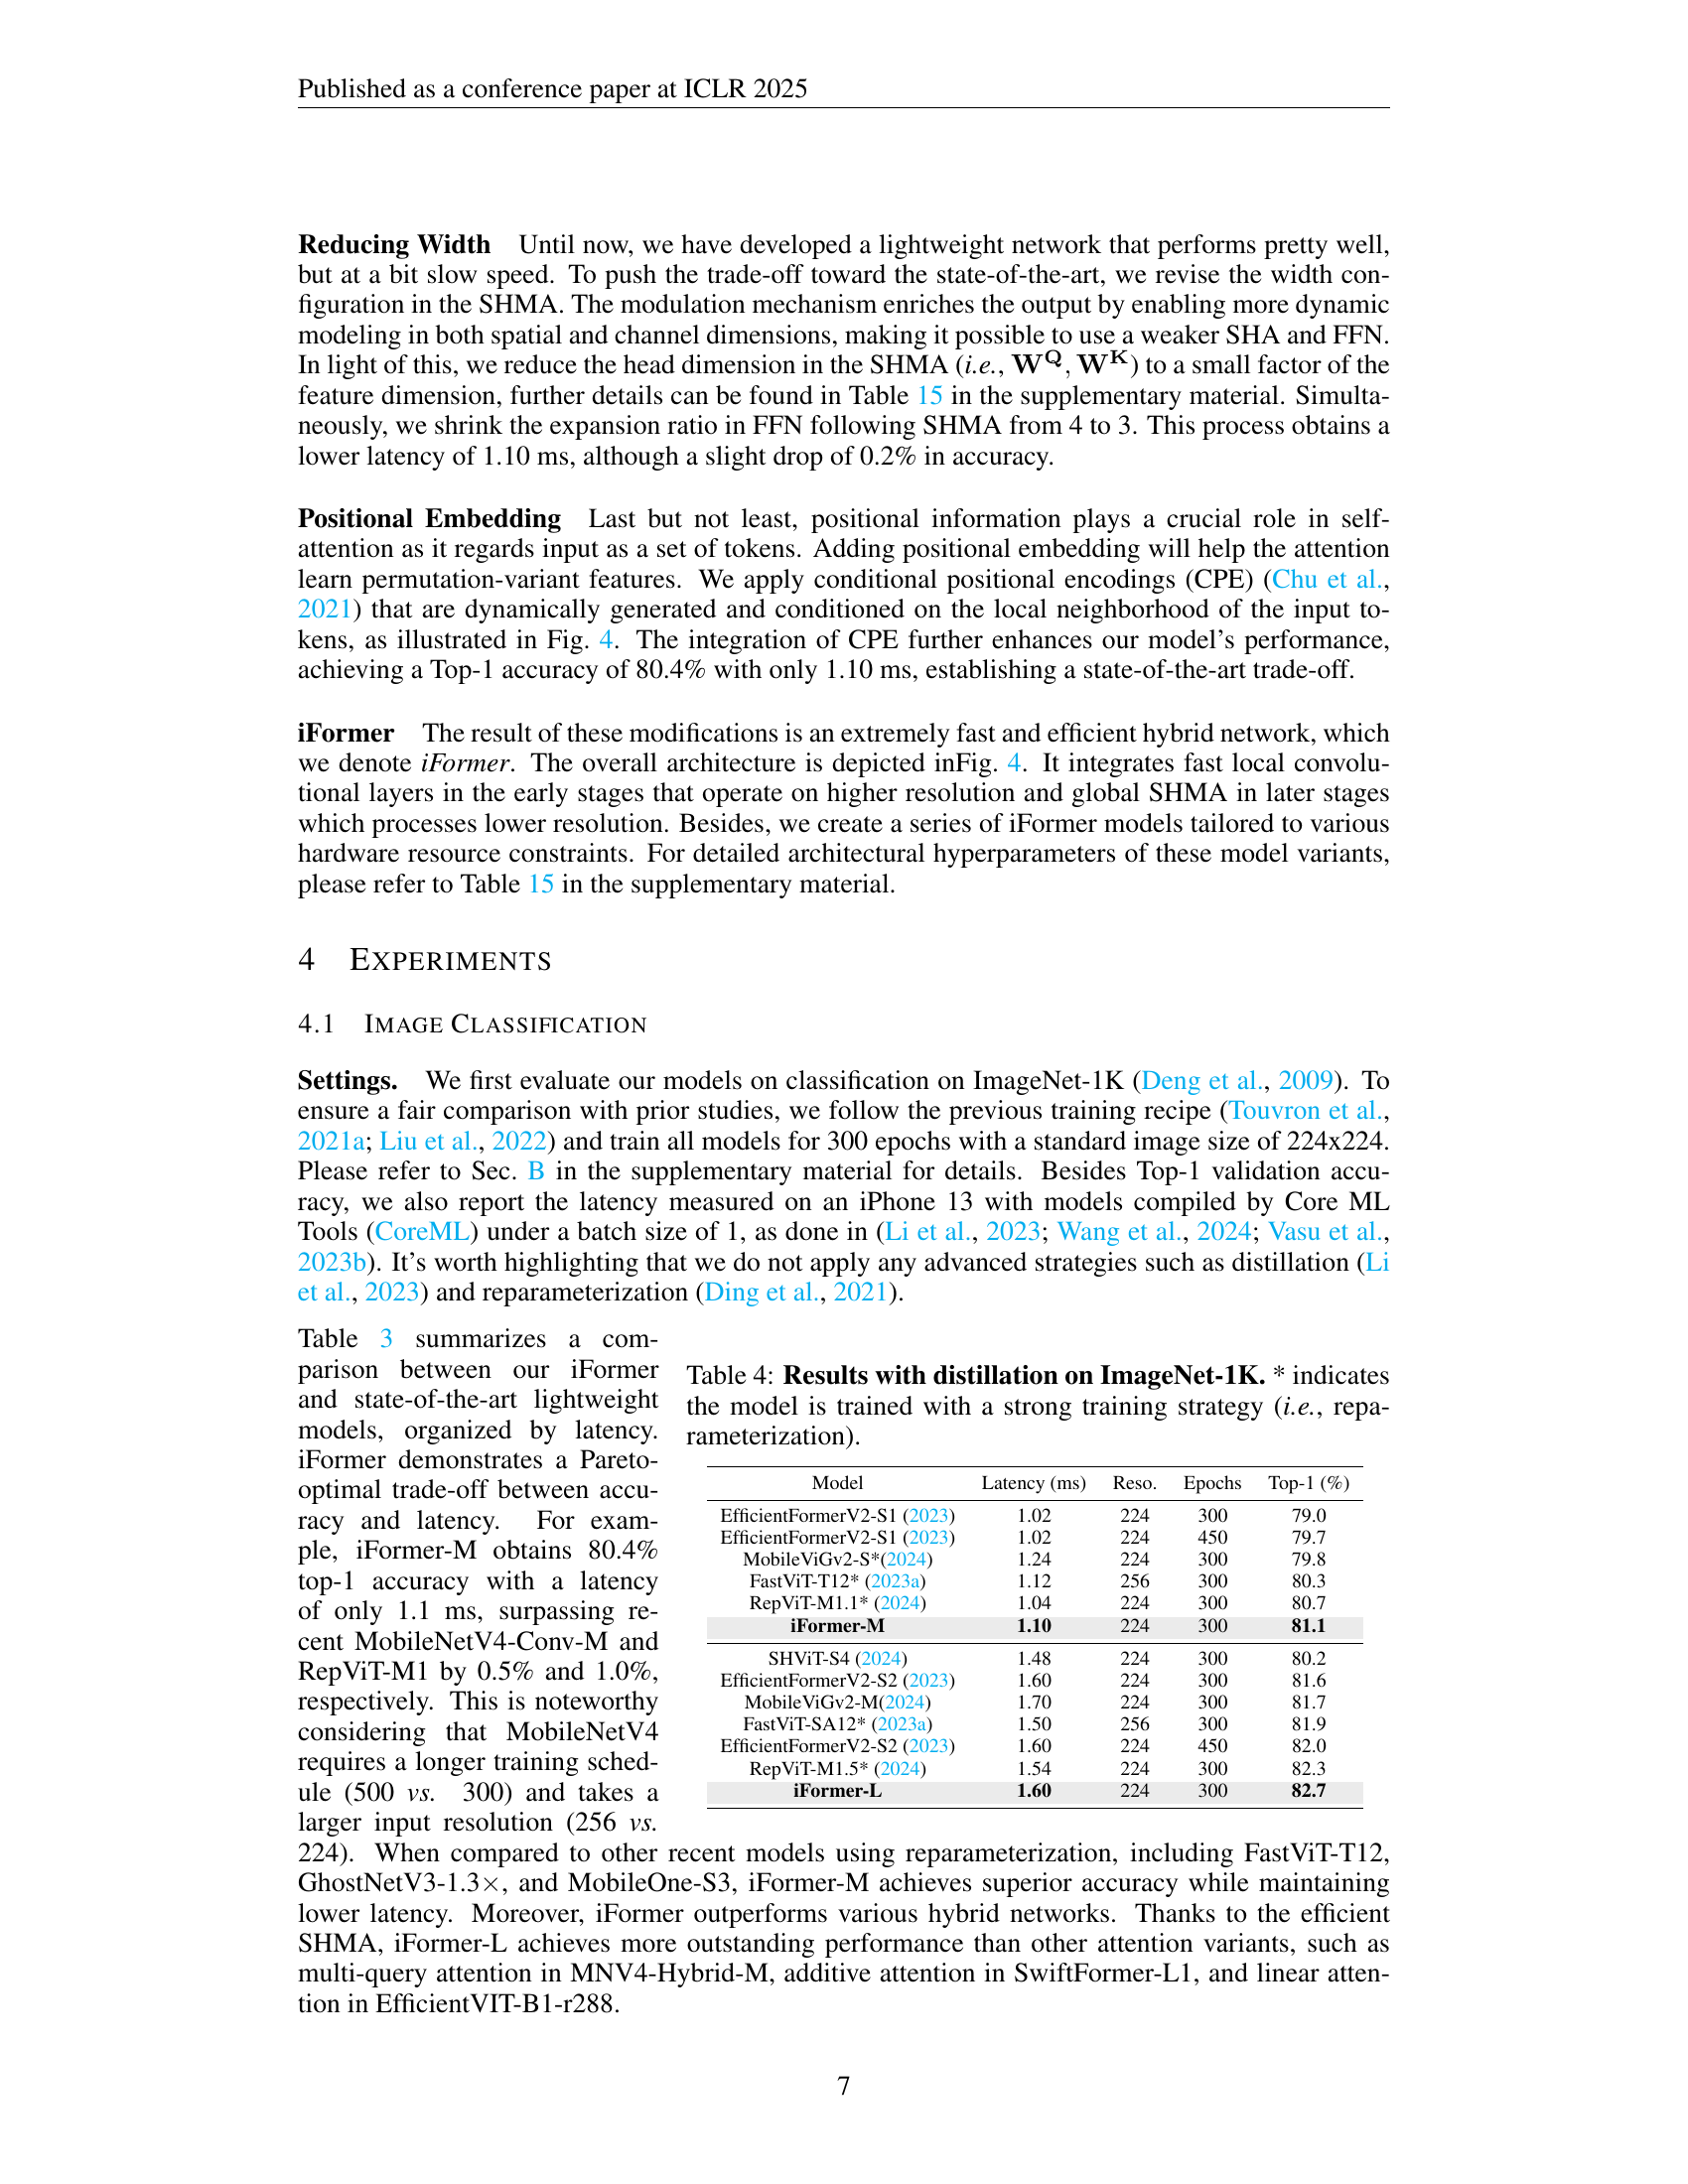 Published as a conference paper at ICLR 2025
Reducing Width Until now, we have developed a lightweight network that performs pretty well,
but at a bit slow speed. To push the trade-off toward the state-of-the-art, we revise the width con-
figuration in the SHMA. The modulation mechanism enriches the output by enabling more dynamic
modeling in both spatial and channel dimensions, making it possible to use a weaker SHA and FFN.
In light of this, we reduce the head dimension in the SHMA (i.e., W^Q, W^K) to a small factor of the
feature dimension, further details can be found in Table 15 in the supplementary material. Simulta-
neously, we shrink the expansion ratio in FFN following SHMA from 4 to 3. This process obtains a
lower latency of 1.10 ms, although a slight drop of 0.2% in accuracy.
Positional Embedding Last but not least, positional information plays a crucial role in self-
attention as it regards input as a set of tokens. Adding positional embedding will help the attention
learn permutation-variant features. We apply conditional positional encodings (CPE) (Chu et al.,
2021) that are dynamically generated and conditioned on the local neighborhood of the input to-
kens, as illustrated in Fig. 4. The integration of CPE further enhances our model's performance,
achieving a Top-1 accuracy of 80.4% with only 1.10 ms, establishing a state-of-the-art trade-off.
iFormer The result of these modifications is an extremely fast and efficient hybrid network, which
we denote iFormer. The overall architecture is depicted inFig. 4. It integrates fast local convolu-
tional layers in the early stages that operate on higher resolution and global SHMA in later stages
which processes lower resolution. Besides, we create a series of iFormer models tailored to various
hardware resource constraints. For detailed architectural hyperparameters of these model variants,
please refer to Table 15 in the supplementary material.
4 EXPERIMENTS
4.1 IMAGE CLASSIFICATION
Settings. We first evaluate our models on classification on ImageNet-1K (Deng et al., 2009). To
ensure a fair comparison with prior studies, we follow the previous training recipe (Touvron et al.,
2021a; Liu et al., 2022) and train all models for 300 epochs with a standard image size of 224x224.
Please refer to Sec. B in the supplementary material for details. Besides Top-1 validation accu-
racy, we also report the latency measured on an iPhone 13 with models compiled by Core ML
Tools (CoreML) under a batch size of 1, as done in (Li et al., 2023; Wang et al., 2024; Vasu et al.,
2023b). It's worth highlighting that we do not apply any advanced strategies such as distillation (Li
et al., 2023) and reparameterization (Ding et al., 2021).
Table 3 summarizes a com-
parison between our iFormer
and state-of-the-art lightweight
models, organized by latency.
iFormer demonstrates a Pareto-
optimal trade-off between accu-
racy and latency. For exam-
ple, iFormer-M obtains 80.4%
top-1 accuracy with a latency
of only 1.1 ms, surpassing re-
cent MobileNetV4-Conv-M and
RepViT-M1 by 0.5% and 1.0%,
respectively. This is noteworthy
considering that MobileNetV4
requires a longer training sched-
ule (500 vs. 300) and takes a
larger input resolution (256 vs.
224). When compared to other recent models using reparameterization, including FastViT-T12,
GhostNetV3-1.3×, and MobileOne-S3, iFormer-M achieves superior accuracy while maintaining
lower latency. Moreover, iFormer outperforms various hybrid networks. Thanks to the efficient
SHMA, iFormer-L achieves more outstanding performance than other attention variants, such as
multi-query attention in MNV4-Hybrid-M, additive attention in SwiftFormer-L1, and linear atten-
tion in EfficientVIT-B1-r288.
Table 4: Results with distillation on ImageNet-1K. * indicates
the model is trained with a strong training strategy (i.e., repa-
rameterization).
Model Latency (ms) Reso. Epochs Top-1 (%)
EfficientFormerV2-S1 (2023) 1.02 224 300 79.0
EfficientFormerV2-S1 (2023) 1.02 224 450 79.7
MobileViGv2-S*(2024) 1.24 224 300 79.8
FastViT-T12* (2023a) 1.12 256 300 80.3
RepViT-M1.1* (2024) 1.04 224 300 80.7
iFormer-M 1.10 224 300 81.1
SHViT-S4 (2024) 1.48 224 300 80.2
EfficientFormerV2-S2 (2023) 1.60 224 300 81.6
MobileViGv2-M(2024) 1.70 224 300 81.7
FastViT-SA12* (2023a) 1.50 256 300 81.9
EfficientFormerV2-S2 (2023) 1.60 224 450 82.0
RepViT-M1.5* (2024) 1.54 224 300 82.3
iFormer-L 1.60 224 300 82.7
7